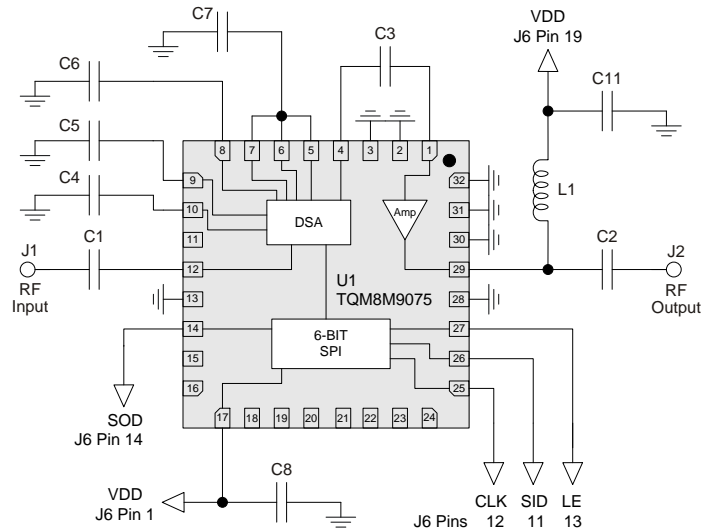 C7
VDD
J6 Pin 19
C3
C6
C11
C5
8
7
6
5
4
3
2
1
9
32
C4
L1
10
DSA
Amp
31
J1
C1
11
30
C2
J2
12
29
RF
Input
U1
TQM8M9075
RF
Output
13
28
14
6-BIT
SPI
27
15
26
16
25
SOD
J6 Pin 14
17
18
19
20
21
22
23
24
C8
VDD
J6 Pin 1
CLK SID LE
J6 Pins 12 11 13